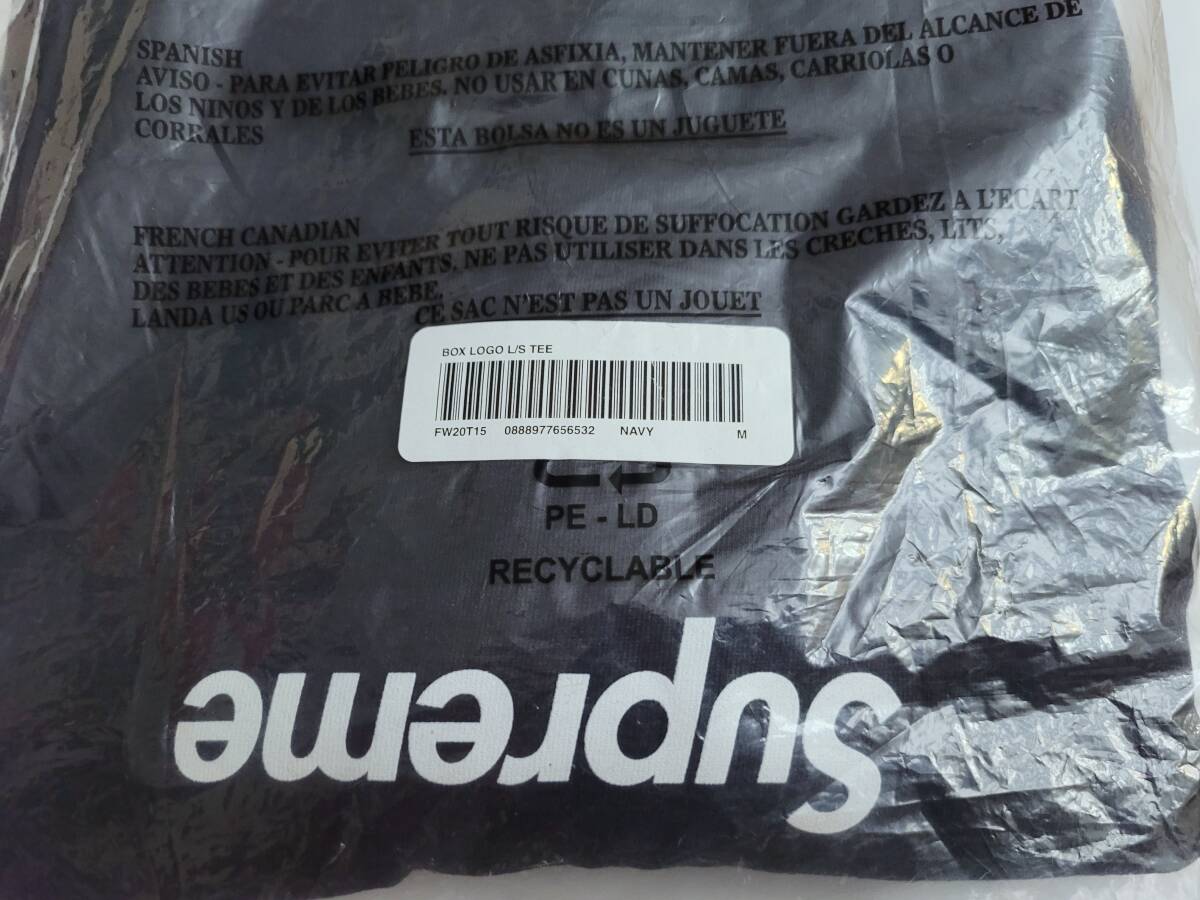 SPANISH
AVISO - PARA EVITAR PELIGRO DE ASFIXIA, MANTENER FUERA DEL ALCANCE DE
LOS NINOS Y DE LOS BEBES. NO USAR EN CUNAS, CAMAS, CARRIOLAS O
CORRALES
ESTA BOLSA NO ES UN JUGUETE
FRENCH CANADIAN
ATTENTION - POUR EVITER TOUT RISQUE DE SUFFOCATION GARDEZ A L'ECART
DES BEBES ET DES ENFANTS. NE PAS UTILISER DANS LES CRECHES, LITS,
LANDA US OU PARC A BEBE.
CE SAC N'EST PAS UN JOUET
BOX LOGO L/S TEE
FW20T15 0888977656532 NAVY M
PE - LD
RECYCLABLE
Supreme